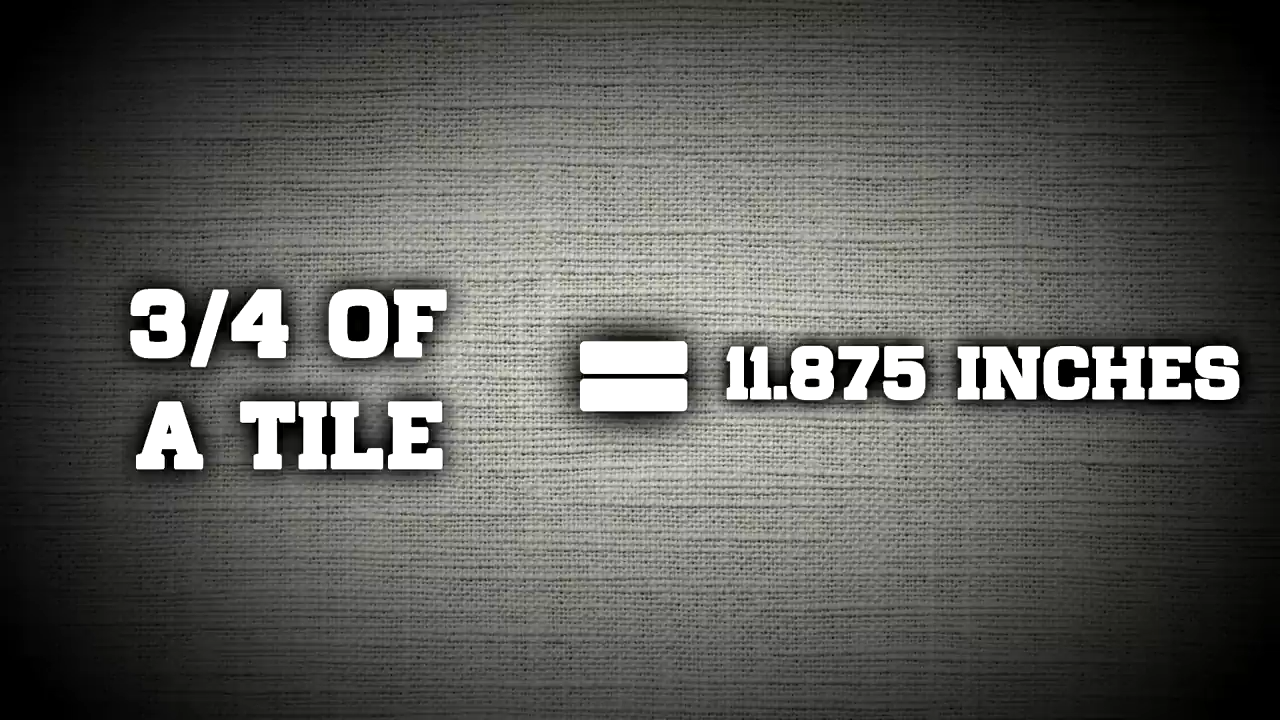 3/4 OF
A TILE
= 11.875 INCHES